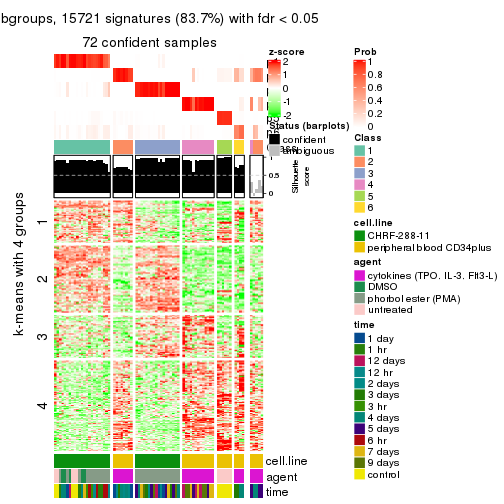 bgroups, 15721 signatures (83.7%) with fdr < 0.05
72 confident samples
z-score
2
1
0
-1
-2
Status (barplots)
confident
ambiguous
1
0.5
0
Silhouette
score
k-means with 4 groups
1
2
3
4
cell.line
agent
time
Prob
1
0.8
0.6
0.4
0.2
0
Class
1
2
3
4
5
6
cell.line
CHRF-288-11
peripheral blood CD34plus
agent
cytokines (TPO. IL-3. Flt3-L)
DMSO
phorbol ester (PMA)
untreated
time
1 day
1 hr
12 days
12 hr
2 days
3 days
3 hr
4 days
5 days
6 hr
7 days
9 days
control